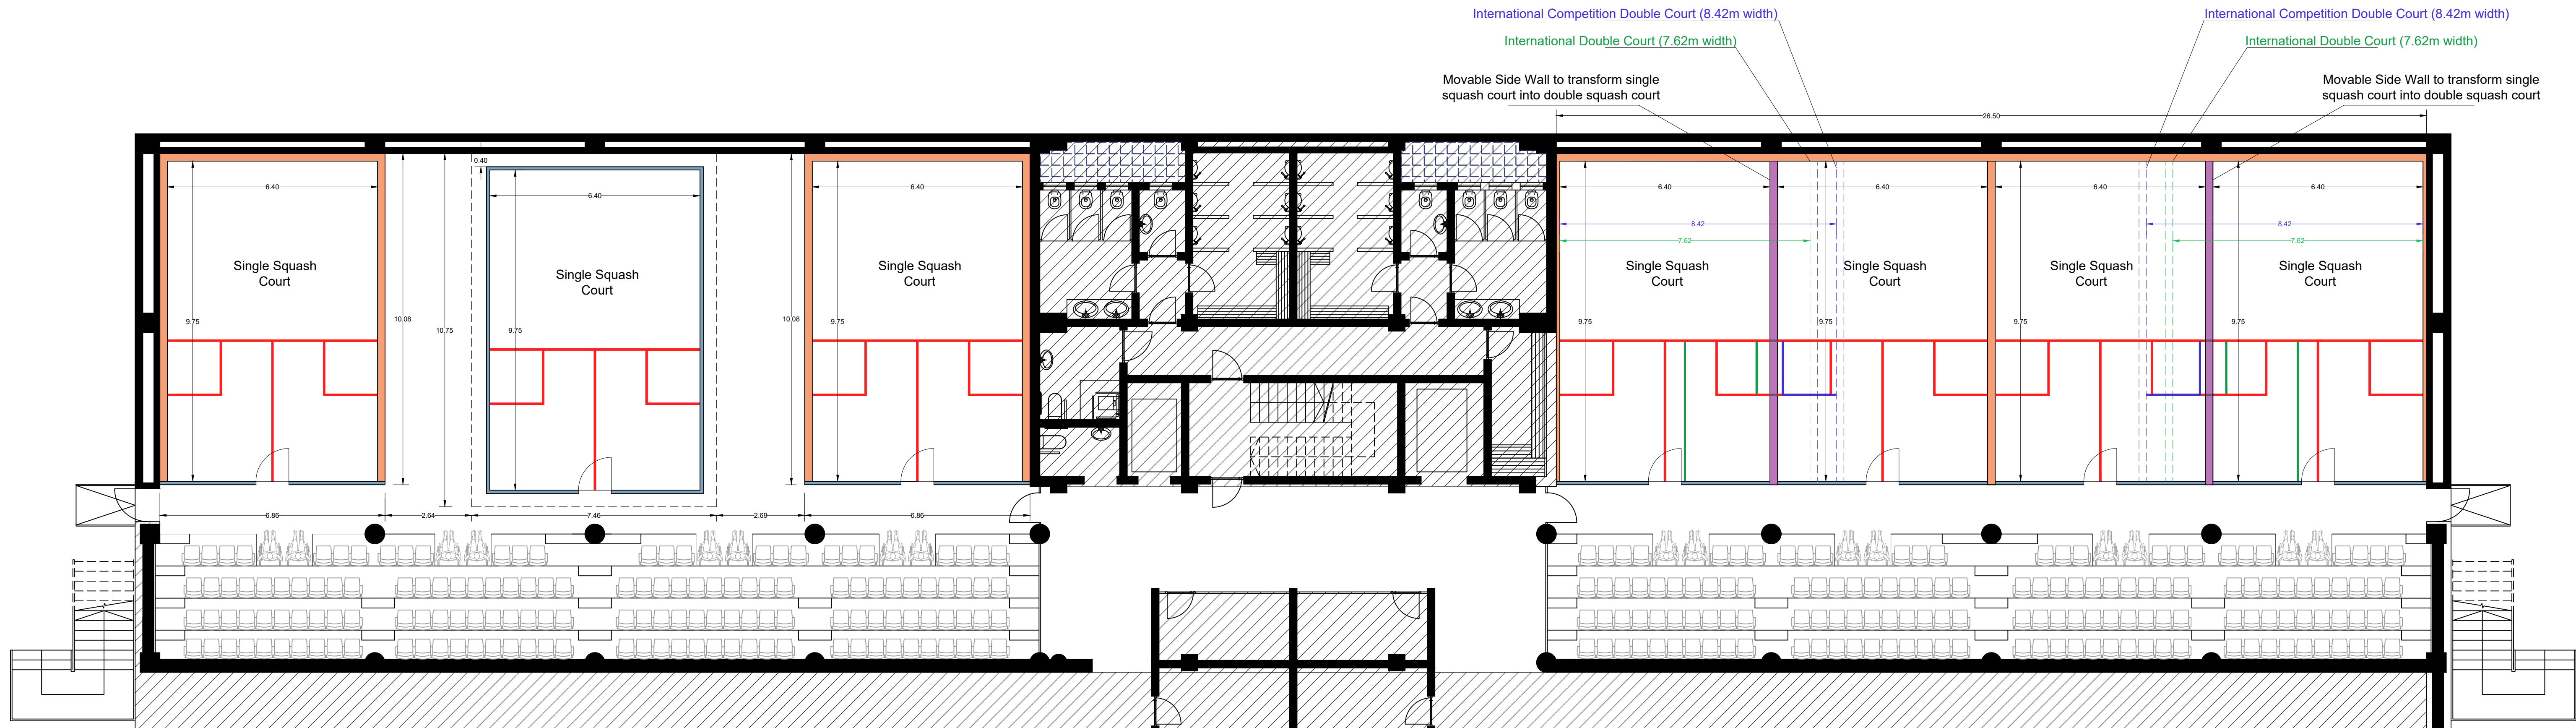 International Competition Double Court (8.42m width)
International Competition Double Court (8.42m width)
International Double Court (7.62m width)
International Double Court (7.62m width)
Movable Side Wall to transform single
squash court into double squash court
Movable Side Wall to transform single
squash court into double squash court
26.50
0.40
6.40
6.40
6.40
6.40
6.40
6.40
6.40
8.42
8.42
7.62
7.62
Single Squash
Court
Single Squash
Court
Single Squash
Court
Single Squash
Court
Single Squash
Court
Single Squash
Court
Single Squash
Court
9.75
10.08
10.75
9.75
10.08
9.75
9.75
9.75
9.75
9.75
6.86
2.64
7.46
2.69
6.86